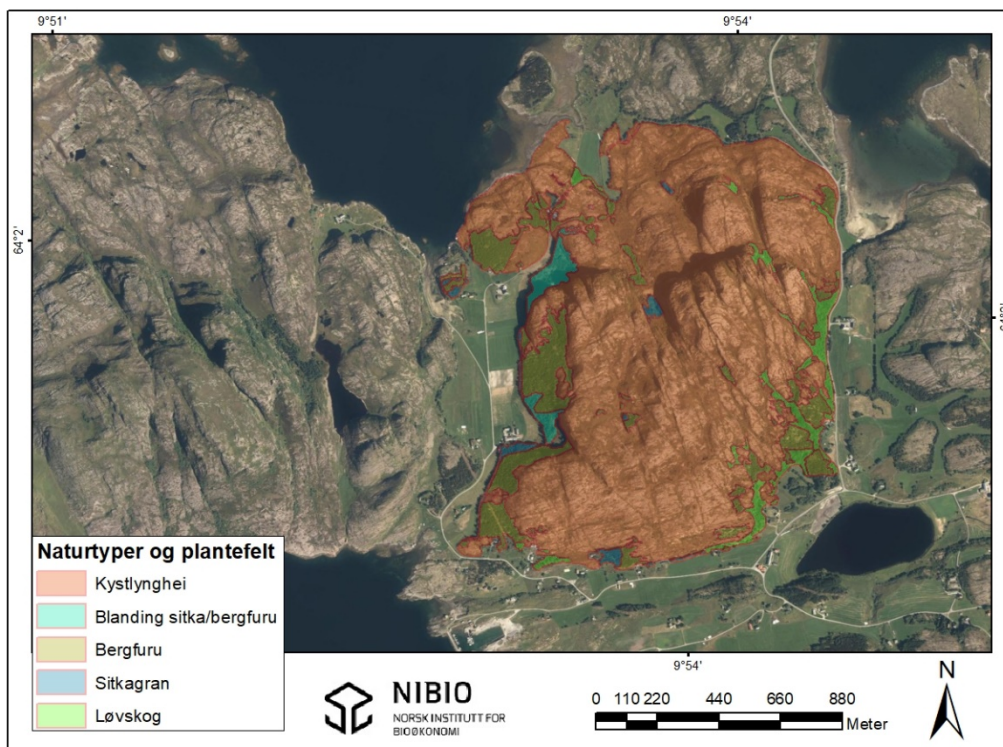 9°51'
9°54'
64°2'
Naturtyper og plantefelt
Kystlynghei
Blanding sitka/bergfuru
Bergfuru
Sitkagran
Løvskog
9°54'
NIBIO
NORSK INSTITUTT FOR
BIOØKONOMI
0 110 220 440 660 880
Meter
N